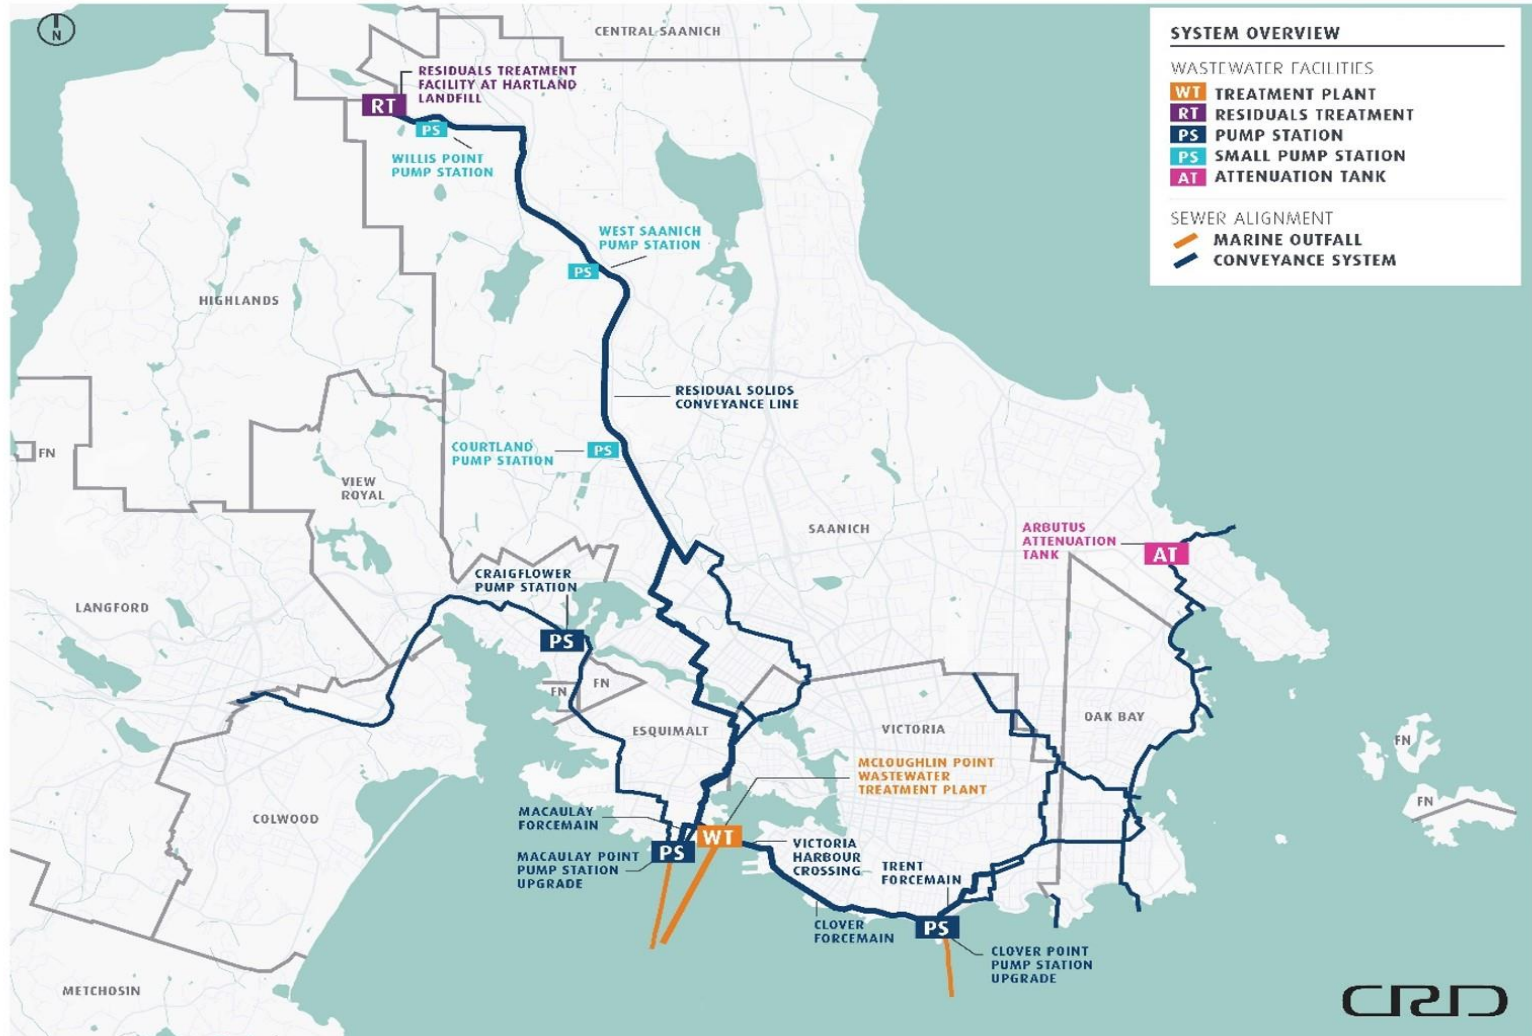 N
CENTRAL SAANICH
RESIDUALS TREATMENT
FACILITY AT HARTLAND
LANDFILL
RT
PS
WILLIS POINT
PUMP STATION
WEST SAANICH
PUMP STATION
PS
HIGHLANDS
RESIDUAL SOLIDS
CONVEYANCE LINE
COURTLAND
PUMP STATION
PS
FN
VIEW
ROYAL
SAANICH
ARBUTUS
ATTENUATION
TANK
AT
CRAIGFLOWER
PUMP STATION
PS
LANGFORD
FN
FN
ESQUIMALT
VICTORIA
OAK BAY
FN
FN
MCLOUGHLIN POINT
WASTEWATER
TREATMENT PLANT
COLWOOD
MACAULAY
FORCEMAIN
WT
PS
MACAULAY POINT
PUMP STATION
UPGRADE
VICTORIA
HARBOUR
CROSSING
TRENT
FORCEMAIN
CLOVER
FORCEMAIN
PS
CLOVER POINT
PUMP STATION
UPGRADE
METCHOSIN
SYSTEM OVERVIEW
WASTEWATER FACILITIES
WT TREATMENT PLANT
RT RESIDUALS TREATMENT
PS PUMP STATION
PS SMALL PUMP STATION
AT ATTENUATION TANK
SEWER ALIGNMENT
MARINE OUTFALL
CONVEYANCE SYSTEM
CRD